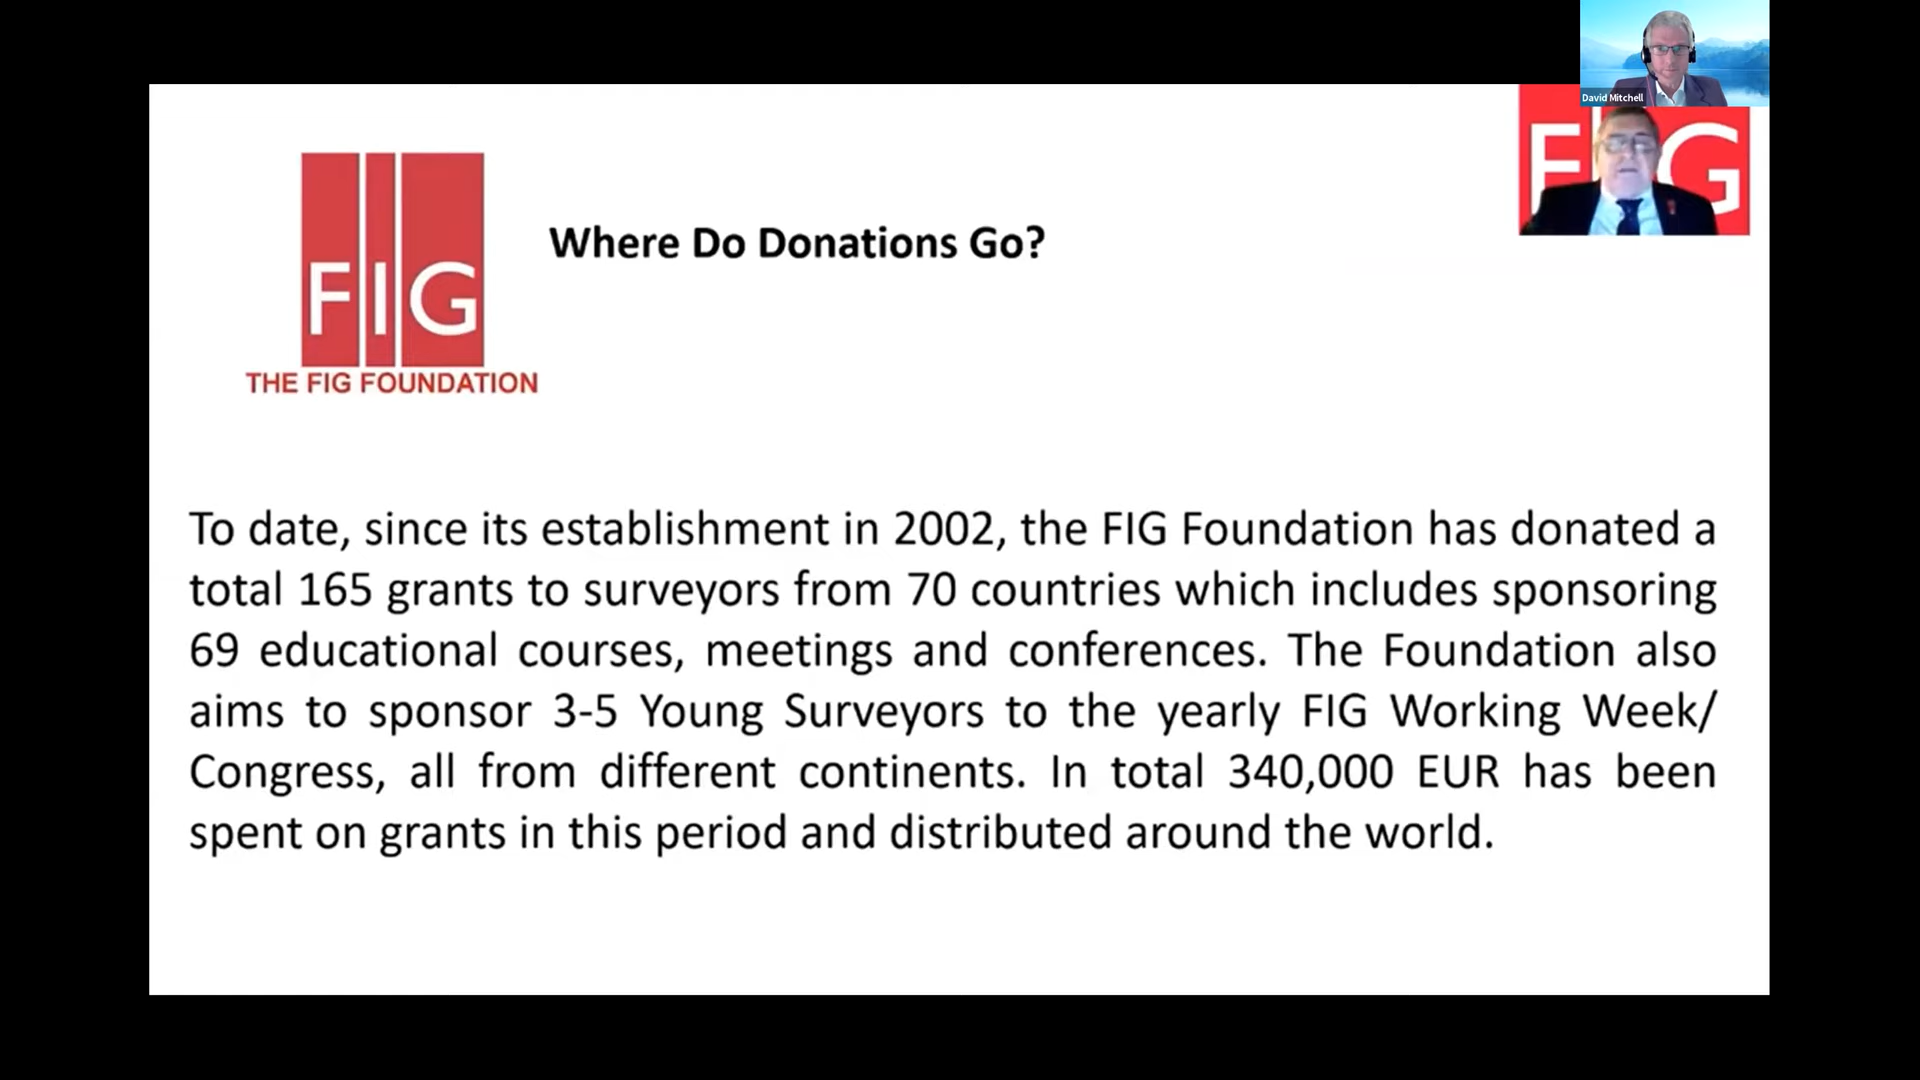 David Mitchell
F I G
FIG
THE FIG FOUNDATION
Where Do Donations Go?
To date, since its establishment in 2002, the FIG Foundation has donated a
total 165 grants to surveyors from 70 countries which includes sponsoring
69 educational courses, meetings and conferences. The Foundation also
aims to sponsor 3-5 Young Surveyors to the yearly FIG Working Week/
Congress, all from different continents. In total 340,000 EUR has been
spent on grants in this period and distributed around the world.